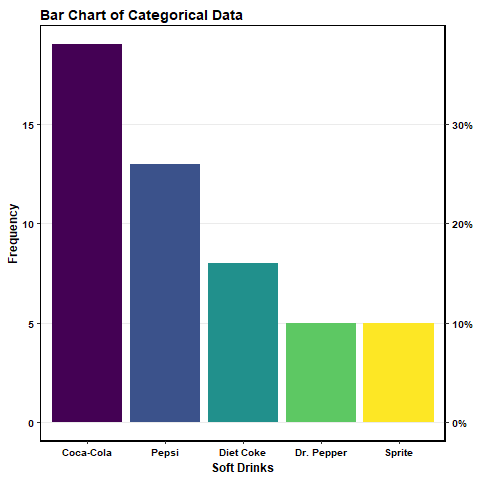 Bar Chart of Categorical Data
15
10
5
0
30%
20%
10%
0%
Frequency
Coca-Cola Pepsi Diet Coke Dr. Pepper Sprite
Soft Drinks